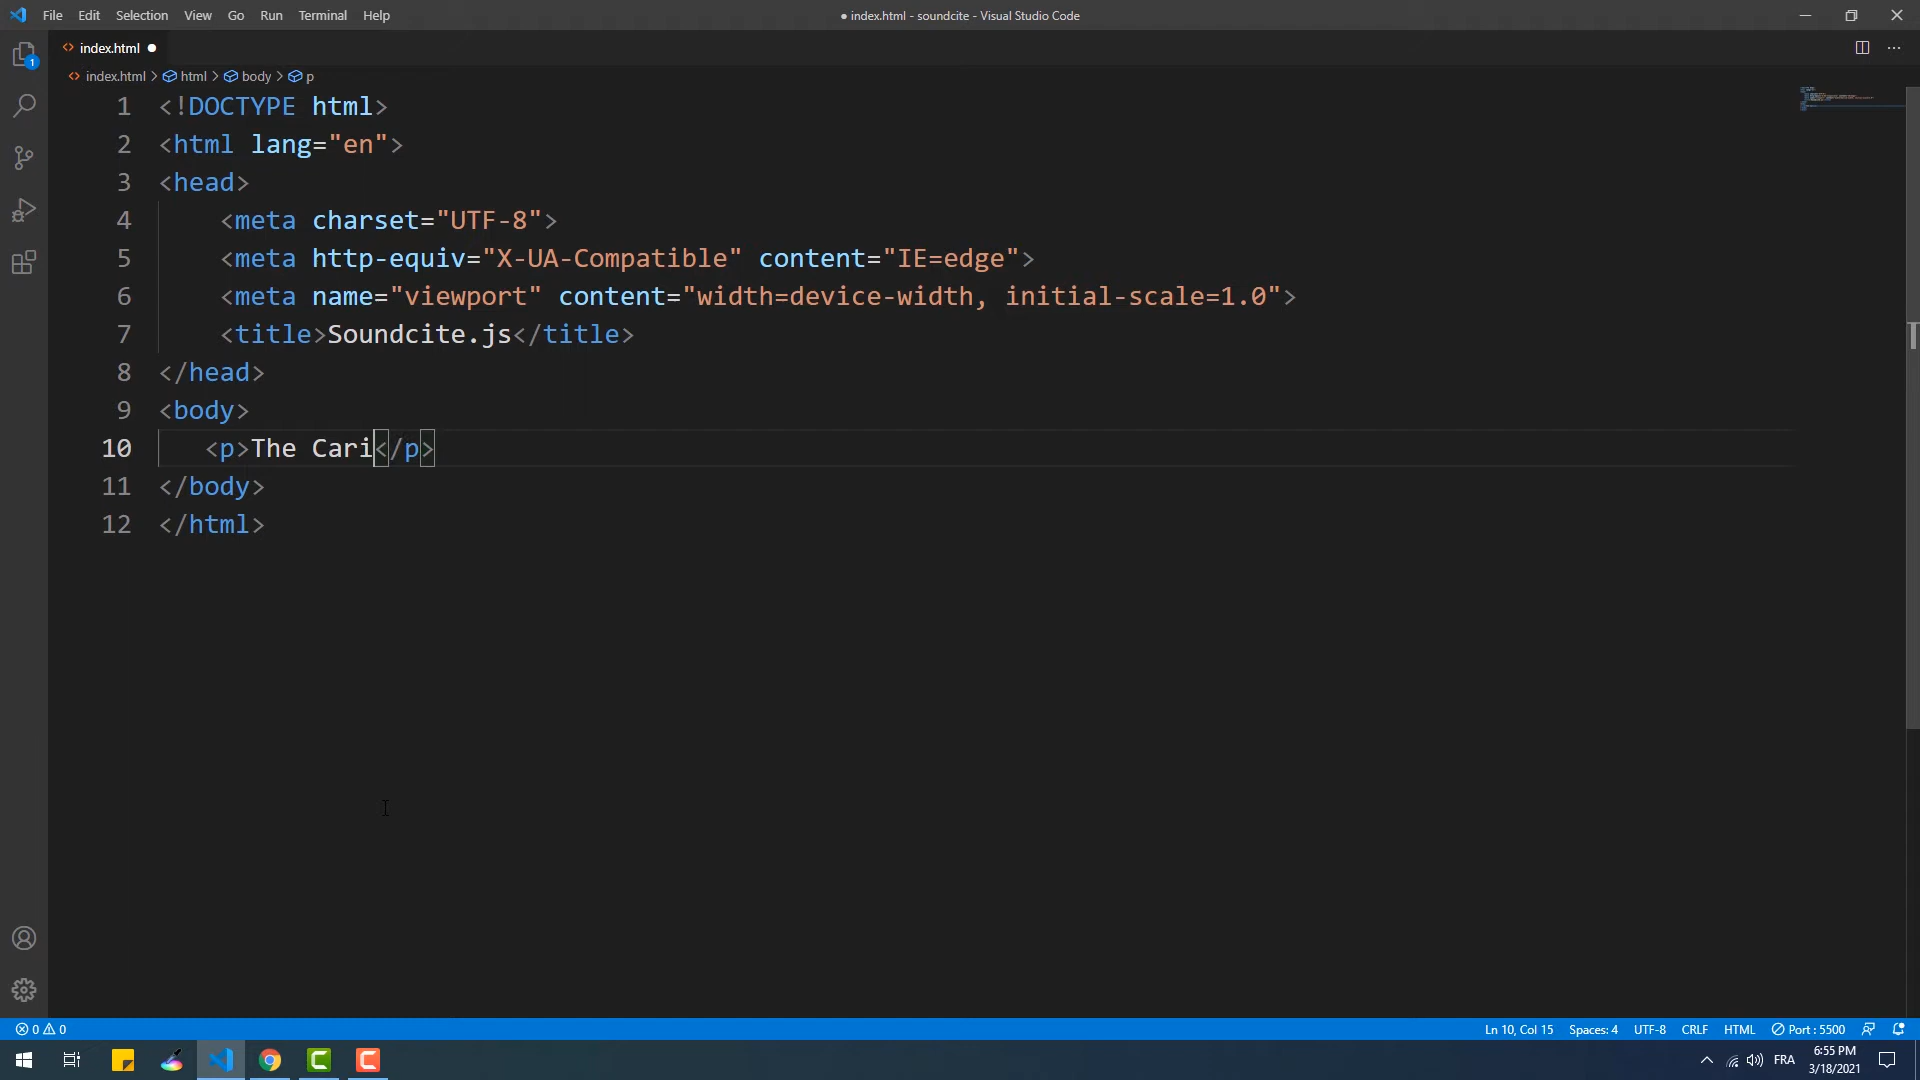 File Edit Selection View Go Run Terminal Help
● index.html - soundcite - Visual Studio Code
index.html ●
index.html > html > body > p
1 <!DOCTYPE html>
2 <html lang="en">
3 <head>
4 <meta charset="UTF-8">
5 <meta http-equiv="X-UA-Compatible" content="IE=edge">
6 <meta name="viewport" content="width=device-width, initial-scale=1.0">
7 <title>Soundcite.js</title>
8 </head>
9 <body>
10 <p>The Cari</p>
11 </body>
12 </html>
1
0 0
Ln 10, Col 15 Spaces: 4 UTF-8 CRLF HTML Port : 5500
FRA
6:55 PM
3/18/2021